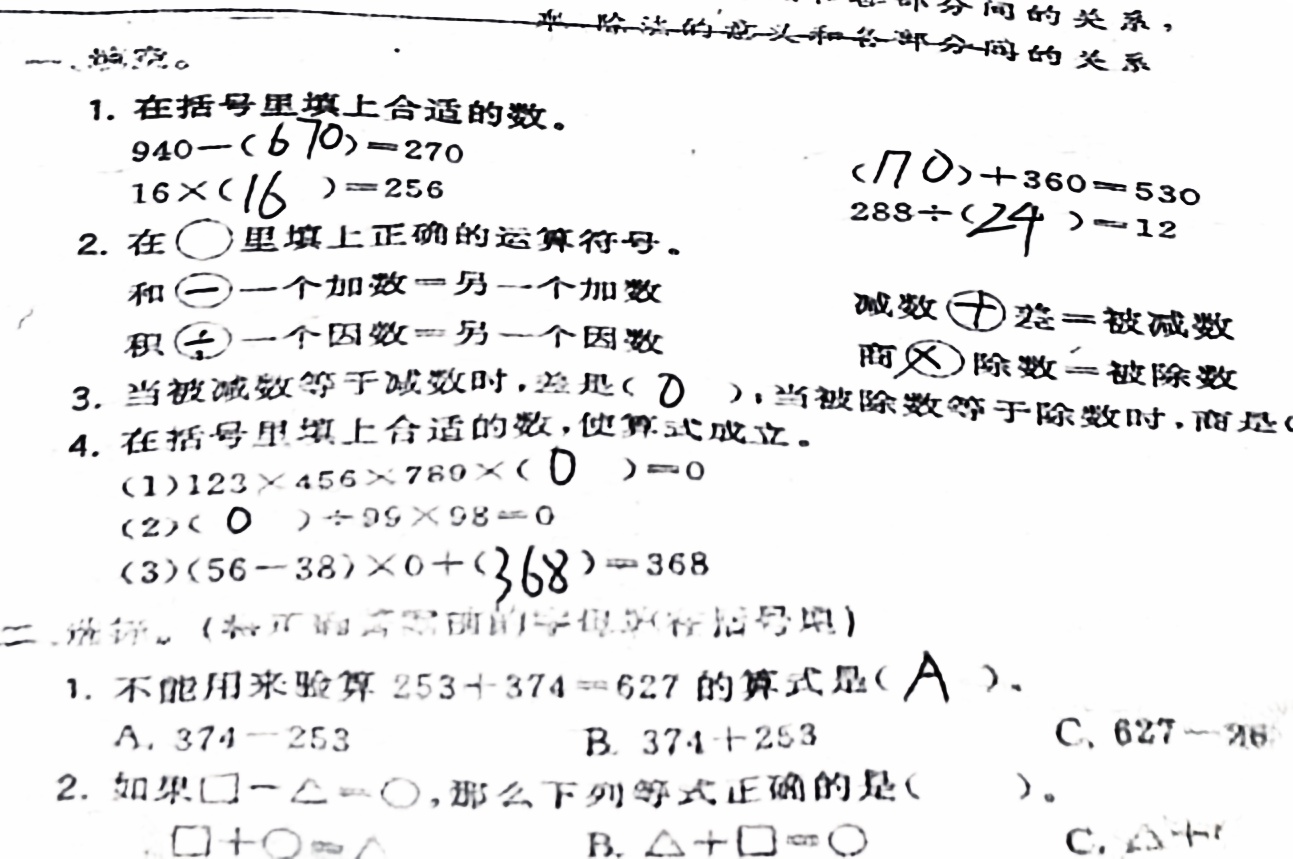 部分间的关系，
除法的意义和各部分间的关系
一、填空。
1. 在括号里填上合适的数。
940－(670)＝270
(170)＋360＝530
16×(16)＝256
288÷(24)＝12
2. 在○里填上正确的运算符号。
和－一个加数＝另一个加数
减数＋差＝被减数
积÷一个因数＝另一个因数
商×除数＝被除数
3. 当被减数等于减数时，差是(0)，当被除数等于除数时，商是(
4. 在括号里填上合适的数，使算式成立。
(1)123×456×789×(0)＝0
(2)(0)÷99×98＝0
(3)(56－38)×0＋(368)＝368
二、选择。(将正确答案前的字母填在括号里)
1. 不能用来验算 253＋374＝627 的算式是(A)。
A. 374－253
B. 374＋253
C. 627－
2. 如果□－△＝○，那么下列等式正确的是( )。
□＋○＝△
B. △＋□＝○
C. △＋